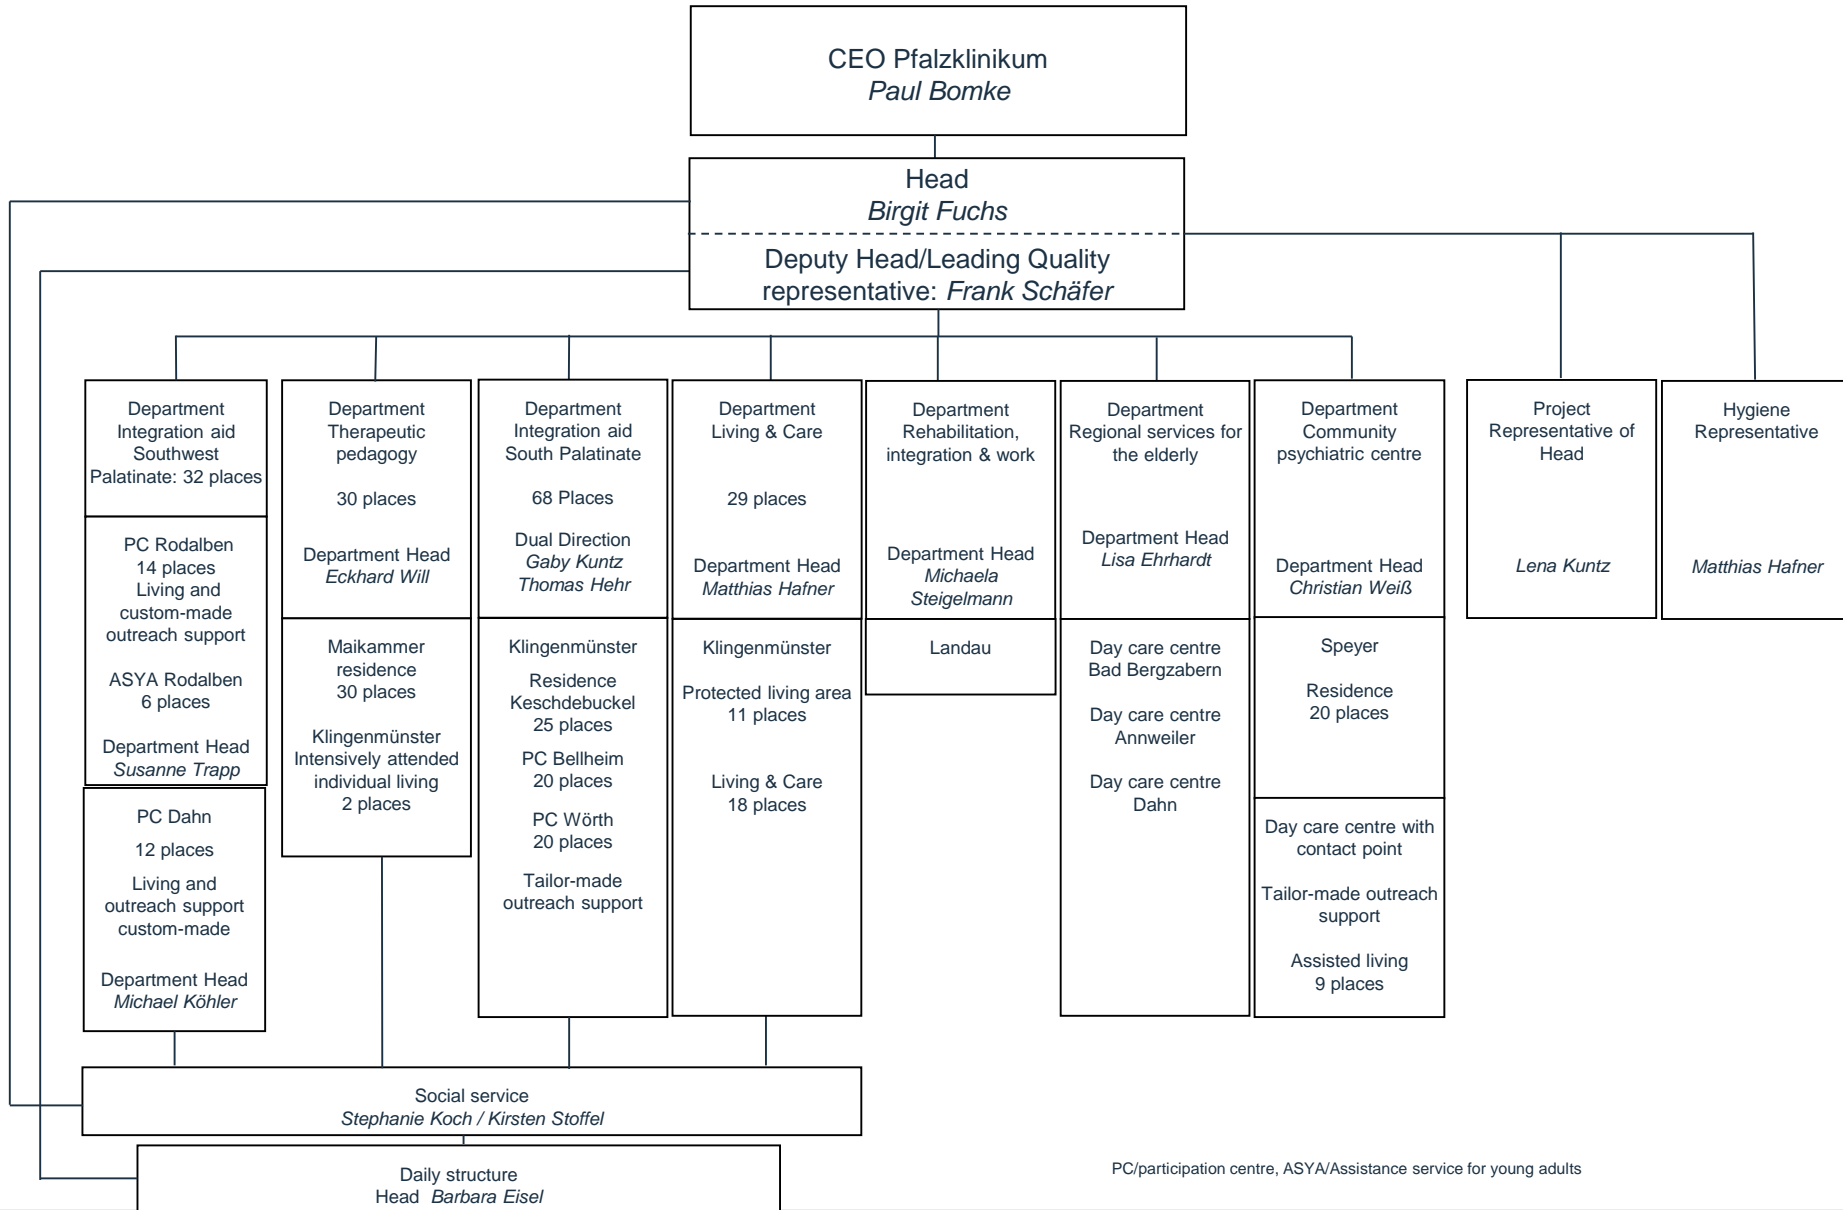 CEO Pfalzklinikum
Paul Bomke
Head
Birgit Fuchs
Deputy Head/Leading Quality
representative: Frank Schäfer
Department
Integration aid
Southwest
Palatinate: 32 places
PC Rodalben
14 places
Living and
custom-made
outreach support
ASYA Rodalben
6 places
Department Head
Susanne Trapp
PC Dahn
12 places
Living and
outreach support
custom-made
Department Head
Michael Köhler
Department
Therapeutic
pedagogy
30 places
Department Head
Eckhard Will
Maikammer
residence
30 places
Klingenmünster
Intensively attended
individual living
2 places
Department
Integration aid
South Palatinate
68 Places
Dual Direction
Gaby Kuntz
Thomas Hehr
Klingenmünster
Residence
Keschdebuckel
25 places
PC Bellheim
20 places
PC Wörth
20 places
Tailor-made
outreach support
Department
Living & Care
29 places
Department Head
Matthias Hafner
Klingenmünster
Protected living area
11 places
Living & Care
18 places
Department
Rehabilitation,
integration & work
Department Head
Michaela
Steigelmann
Landau
Department
Regional services for
the elderly
Department Head
Lisa Ehrhardt
Day care centre
Bad Bergzabern
Day care centre
Annweiler
Day care centre
Dahn
Department
Community
psychiatric centre
Department Head
Christian Weiß
Speyer
Residence
20 places
Day care centre with
contact point
Tailor-made outreach
support
Assisted living
9 places
Project
Representative of
Head
Lena Kuntz
Hygiene
Representative
Matthias Hafner
Social service
Stephanie Koch / Kirsten Stoffel
Daily structure
Head Barbara Eisel
PC/participation centre, ASYA/Assistance service for young adults